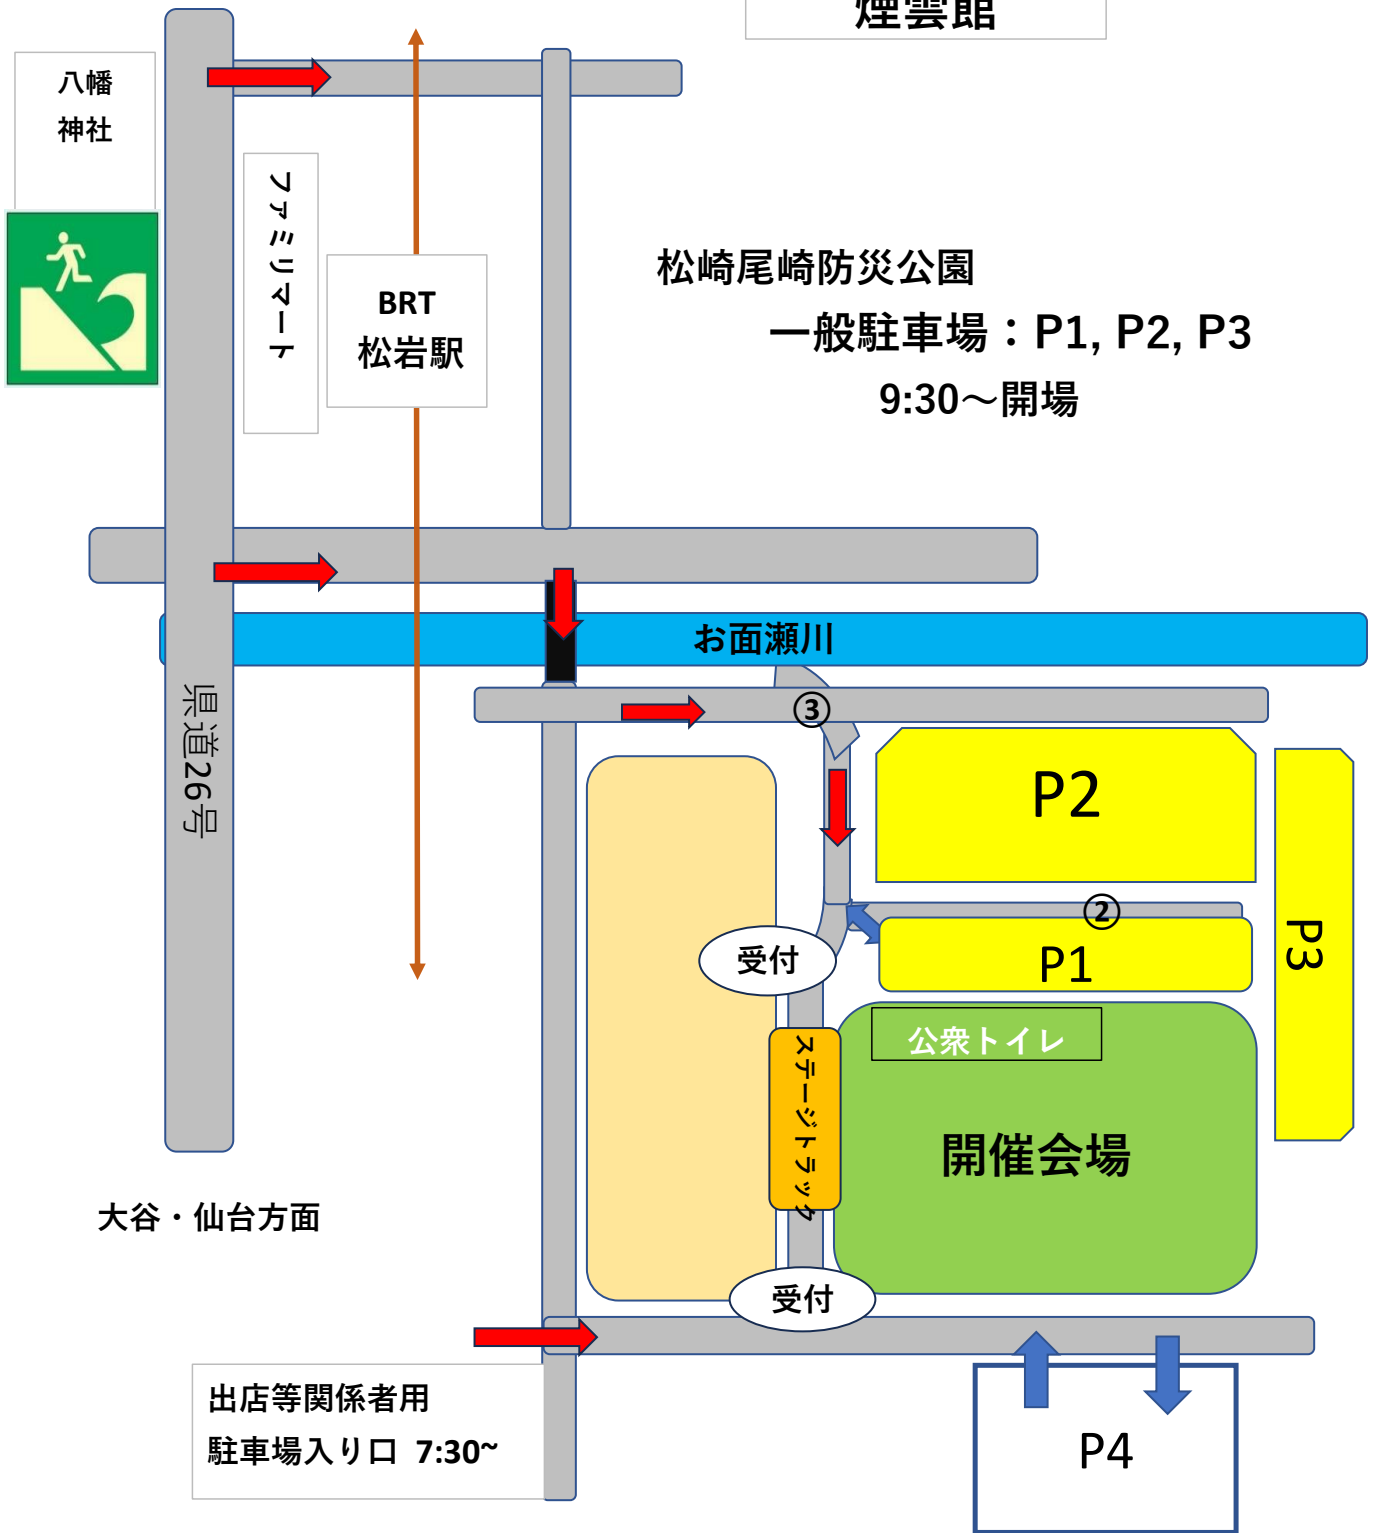 煙雲館
八幡
神社
ファミリマート
BRT
松岩駅
松崎尾崎防災公園
一般駐車場：P1, P2, P3
9:30～開場
お面瀬川
県道26号
③
P2
②
P1
P3
受付
公衆トイレ
ステージトラック
開催会場
大谷・仙台方面
受付
出店等関係者用
駐車場入り口 7:30~
P4